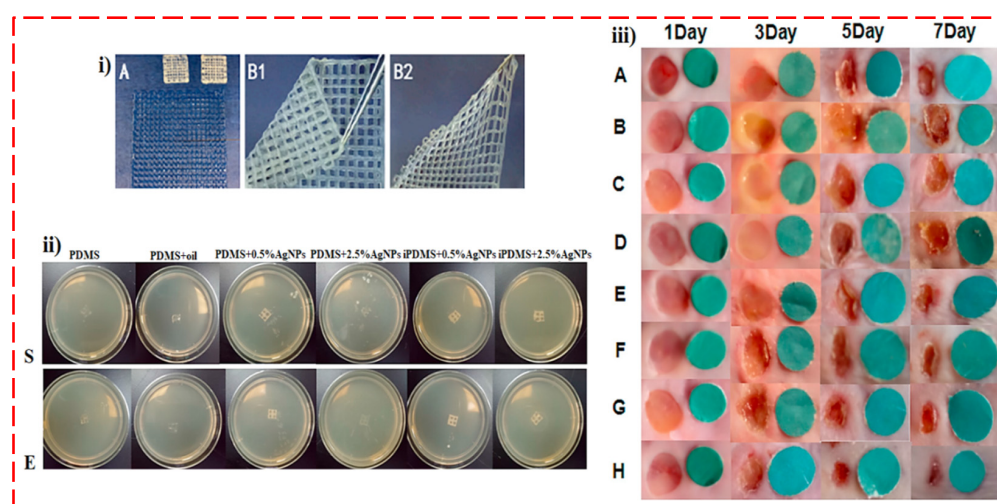 i)
A
B1
B2
ii)
PDMS
PDMS+oil
PDMS+0.5%AgNPs
PDMS+2.5%AgNPs
iPDMS+0.5%AgNPs
iPDMS+2.5%AgNPs
S
E
iii)
1Day
3Day
5Day
7Day
A
B
C
D
E
F
G
H